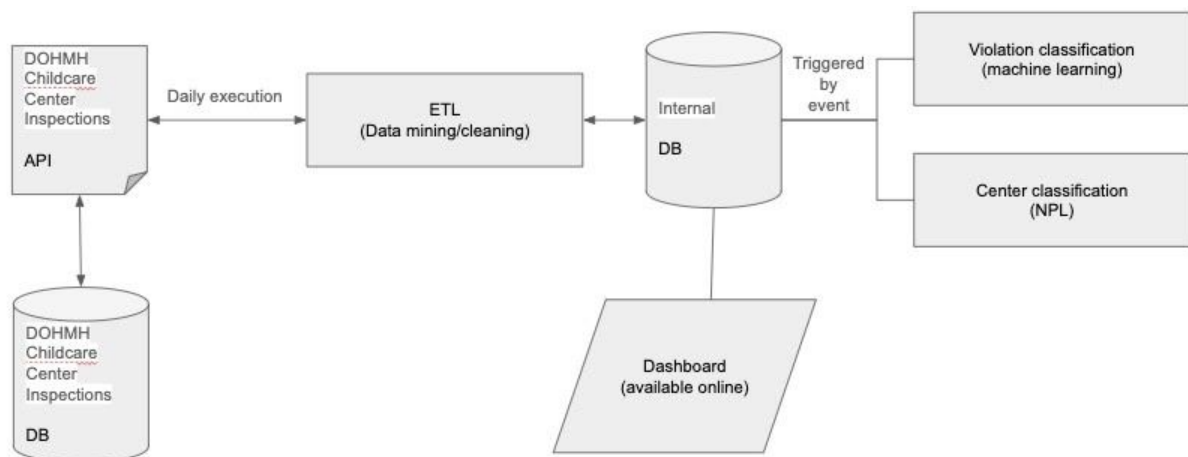 DOHMH
Childcare
Center
Inspections
API
Daily execution
ETL
(Data mining/cleaning)
Internal
DB
Triggered
by
event
Violation classification
(machine learning)
Center classification
(NPL)
DOHMH
Childcare
Center
Inspections
DB
Dashboard
(available online)